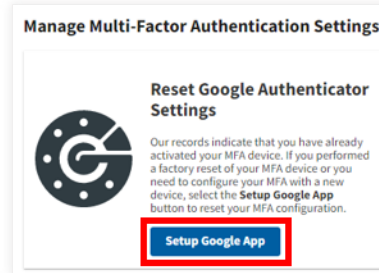 Manage Multi-Factor Authentication Settings
Reset Google Authenticator
Settings
Our records indicate that you have already
activated your MFA device. If you performed
a factory reset of your MFA device or you
need to configure your MFA with a new
device, select the Setup Google App
button to reset your MFA configuration.
Setup Google App